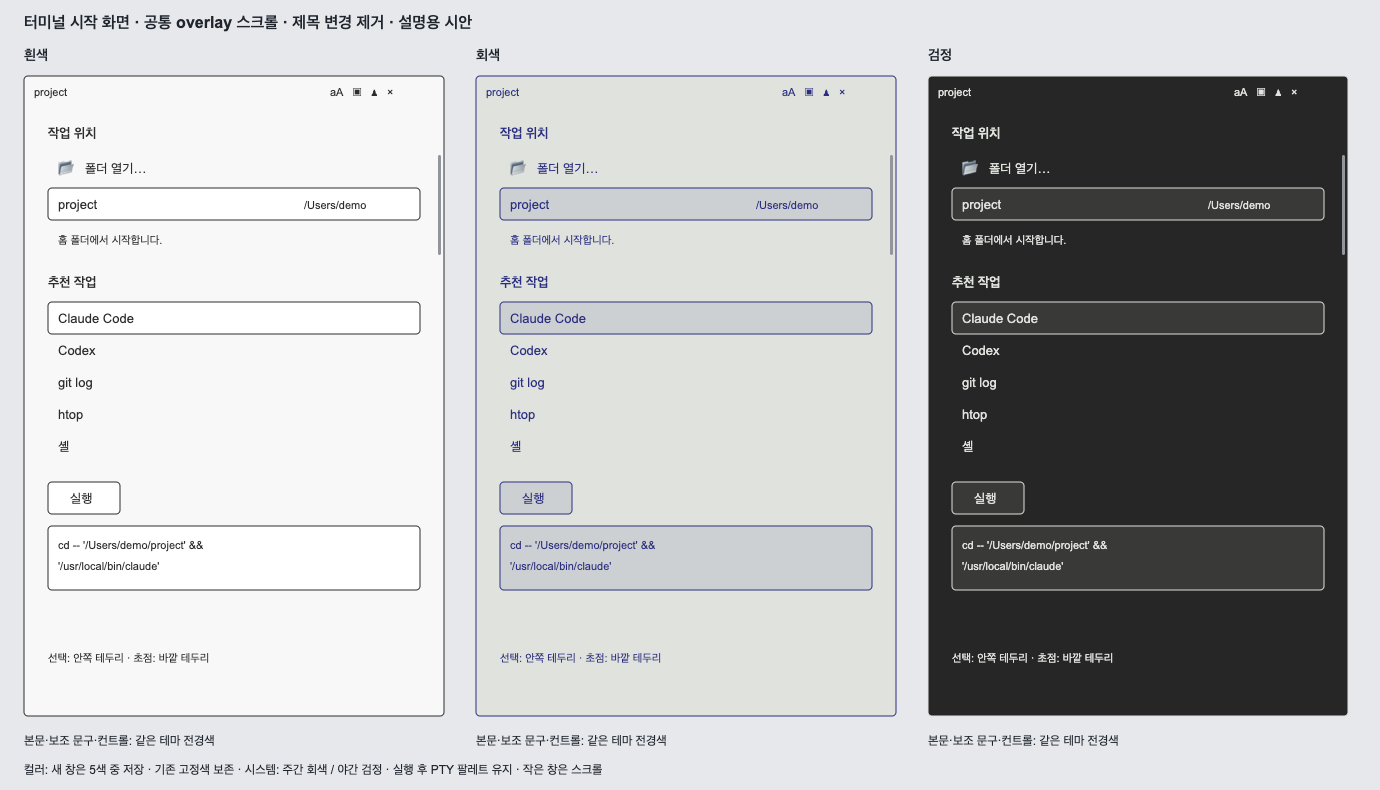 터미널 시작 화면 · 공통 overlay 스크롤 · 제목 변경 제거 · 설명용 시안
흰색
project aA ▣ ▲ ×
작업 위치
📂 폴더 열기…
project /Users/demo
홈 폴더에서 시작합니다.
추천 작업
Claude Code
Codex
git log
htop
셸
실행
cd -- '/Users/demo/project' &&
'/usr/local/bin/claude'
선택: 안쪽 테두리 · 초점: 바깥 테두리
본문·보조 문구·컨트롤: 같은 테마 전경색
회색
project aA ▣ ▲ ×
작업 위치
📂 폴더 열기…
project /Users/demo
홈 폴더에서 시작합니다.
추천 작업
Claude Code
Codex
git log
htop
셸
실행
cd -- '/Users/demo/project' &&
'/usr/local/bin/claude'
선택: 안쪽 테두리 · 초점: 바깥 테두리
본문·보조 문구·컨트롤: 같은 테마 전경색
검정
project aA ▣ ▲ ×
작업 위치
📂 폴더 열기…
project /Users/demo
홈 폴더에서 시작합니다.
추천 작업
Claude Code
Codex
git log
htop
셸
실행
cd -- '/Users/demo/project' &&
'/usr/local/bin/claude'
선택: 안쪽 테두리 · 초점: 바깥 테두리
본문·보조 문구·컨트롤: 같은 테마 전경색
컬러: 새 창은 5색 중 저장 · 기존 고정색 보존 · 시스템: 주간 회색 / 야간 검정 · 실행 후 PTY 팔레트 유지 · 작은 창은 스크롤